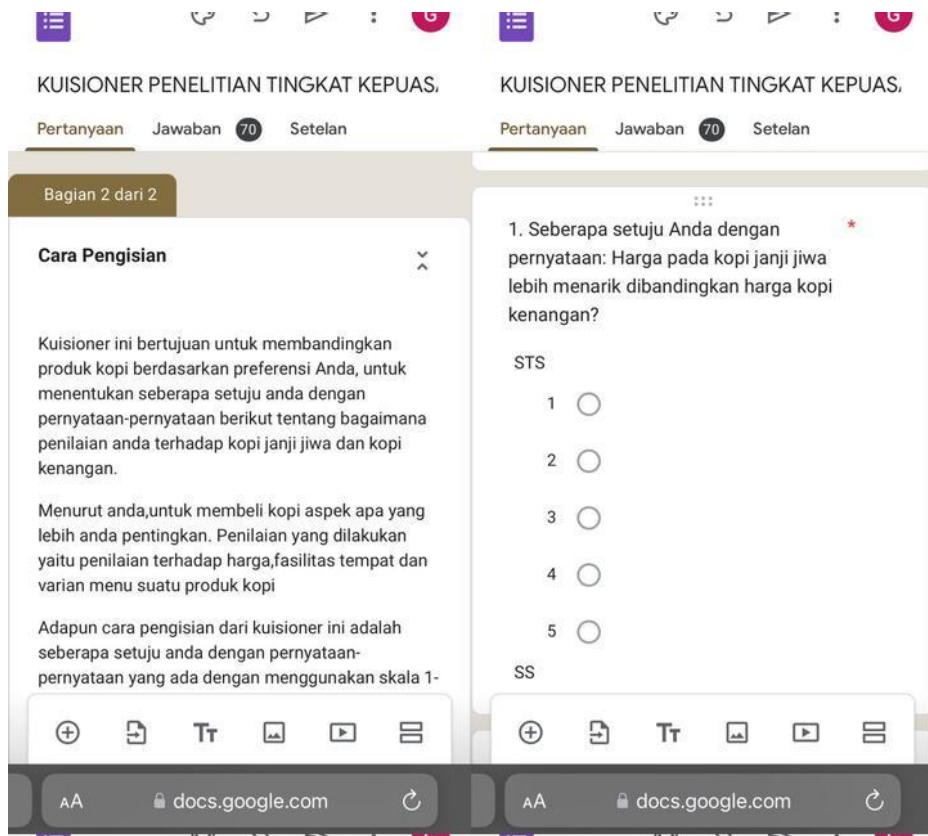 G
KUISIONER PENELITIAN TINGKAT KEPUAS
Pertanyaan Jawaban 70 Setelan
Bagian 2 dari 2
Cara Pengisian
Kuisioner ini bertujuan untuk membandingkan
produk kopi berdasarkan preferensi Anda, untuk
menentukan seberapa setuju anda dengan
pernyataan-pernyataan berikut tentang bagaimana
penilaian anda terhadap kopi janji jiwa dan kopi
kenangan.
Menurut anda,untuk membeli kopi aspek apa yang
lebih anda pentingkan. Penilaian yang dilakukan
yaitu penilaian terhadap harga,fasilitas tempat dan
varian menu suatu produk kopi
Adapun cara pengisian dari kuisioner ini adalah
seberapa setuju anda dengan pernyataan-
pernyataan yang ada dengan menggunakan skala 1-
Tт
AA docs.google.com
G
KUISIONER PENELITIAN TINGKAT KEPUAS
Pertanyaan Jawaban 70 Setelan
1. Seberapa setuju Anda dengan *
pernyataan: Harga pada kopi janji jiwa
lebih menarik dibandingkan harga kopi
kenangan?
STS
1
2
3
4
5
SS
Tт
AA docs.google.com